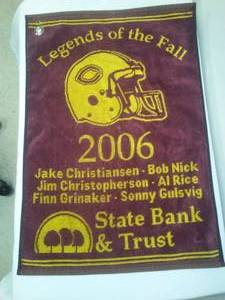 Legends of the Fall
C
2006
Jake Christiansen - Bob Nick
Jim Christopherson - Al Rice
Finn Grinaker - Sonny Gulsvig
State Bank
& Trust